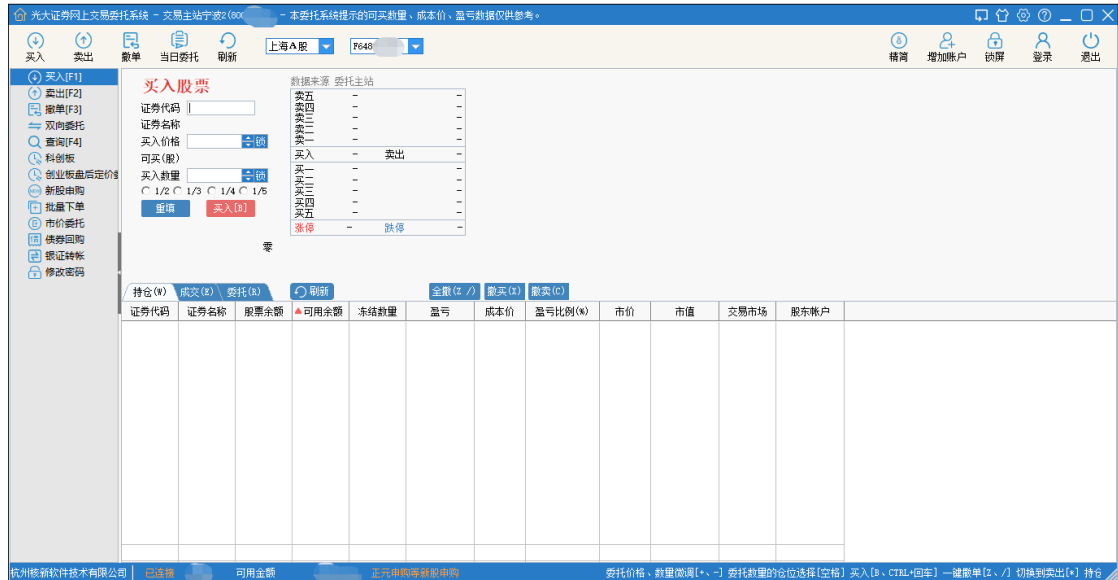 光大证券网上交易委托系统 - 交易主站宁波2(80 - 本委托系统提示的可买数量、成本价、盈亏数据仅供参考。
买入 卖出 撤单 当日委托 刷新 上海A股 F648 精简 增加账户 锁屏 登录 退出
买入[F1]
卖出[F2]
撤单[F3]
双向委托
查询[F4]
科创板
创业板盘后定价委
新股申购
批量下单
市价委托
债券回购
银证转帐
修改密码
买入股票
证券代码
证券名称
买入价格 锁
可买(股)
买入数量 锁
1/2 1/3 1/4 1/5
重填 买入[B]
零
数据来源 委托主站
卖五 -
卖四 -
卖三 -
卖二 -
卖一 -
买入 - 卖出 -
买一 -
买二 -
买三 -
买四 -
买五 -
涨停 - 跌停 -
持仓(W) 成交(E) 委托(R) 刷新 全撤(Z /) 撤买(X) 撤卖(C)
证券代码 证券名称 股票余额 可用余额 冻结数量 盈亏 成本价 盈亏比例(%) 市价 市值 交易市场 股东帐户
杭州核新软件技术有限公司 已连接 可用金额 正元申购等新股申购 委托价格、数量微调[+、-] 委托数量的仓位选择[空格] 买入[B、CTRL+回车] 一键撤单[Z、/] 切换到卖出[*] 持仓